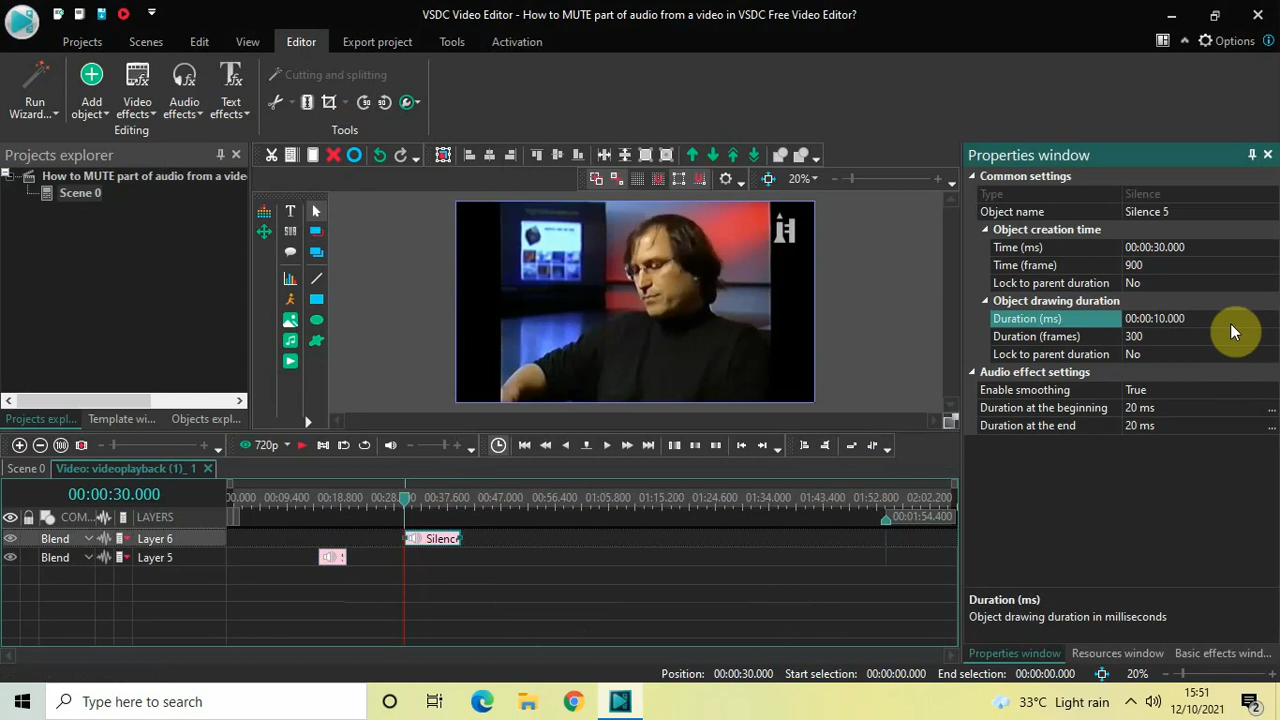 VSDC Video Editor - How to MUTE part of audio from a video in VSDC Free Video Editor?
Projects
Scenes
Edit
View
Editor
Export project
Tools
Activation
Options
Run
Wizard...
Add
object
Video
effects
Audio
effects
Text
effects
Editing
Cutting and splitting
Tools
Projects explorer
How to MUTE part of audio from a vide
Scene 0
Projects expl...
Template wi...
Objects expl...
20%
Properties window
Common settings
Type Silence
Object name Silence 5
Object creation time
Time (ms) 00:00:30.000
Time (frame) 900
Lock to parent duration No
Object drawing duration
Duration (ms) 00:00:10.000
Duration (frames) 300
Lock to parent duration No
Audio effect settings
Enable smoothing True
Duration at the beginning 20 ms ...
Duration at the end 20 ms ...
Duration (ms)
Object drawing duration in milliseconds
Properties window
Resources window
Basic effects wind...
720p
Scene 0
Video: videoplayback (1)_ 1
00:00:30.000
00:09.400 00:18.800 00:37.600 00:47.000 00:56.400 01:05.800 01:15.200 01:24.600 01:34.000 01:43.400 01:52.800 02:02.200
00:01:54.400
COM... LAYERS
Blend Layer 6
Blend Layer 5
Position: 00:00:30.000 Start selection: 00:00:00.000 End selection: 00:00:00.000 20%
Type here to search
33°C Light rain
15:51
12/10/2021
2